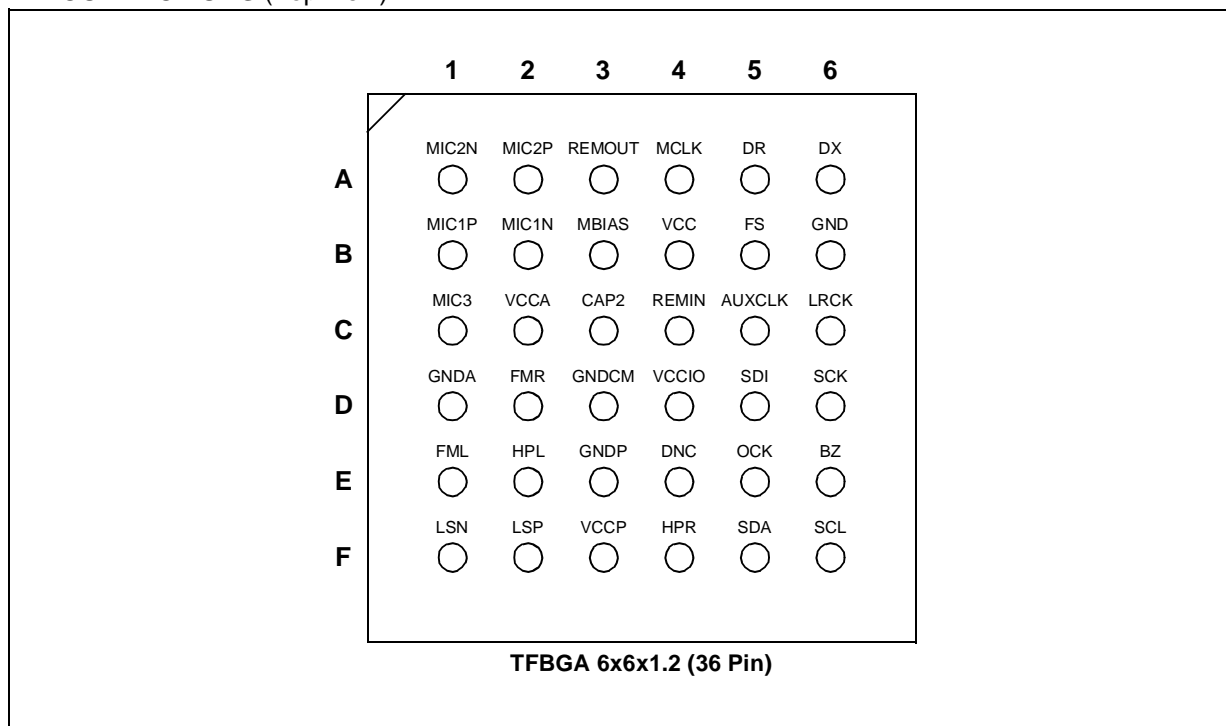 1 2 3 4 5 6
MIC2N MIC2P REMOUT MCLK DR DX
A
MIC1P MIC1N MBIAS VCC FS GND
B
MIC3 VCCA CAP2 REMIN AUXCLK LRCK
C
GNDA FMR GNDCM VCCIO SDI SCK
D
FML HPL GNDP DNC OCK BZ
E
LSN LSP VCCP HPR SDA SCL
F
TFBGA 6x6x1.2 (36 Pin)